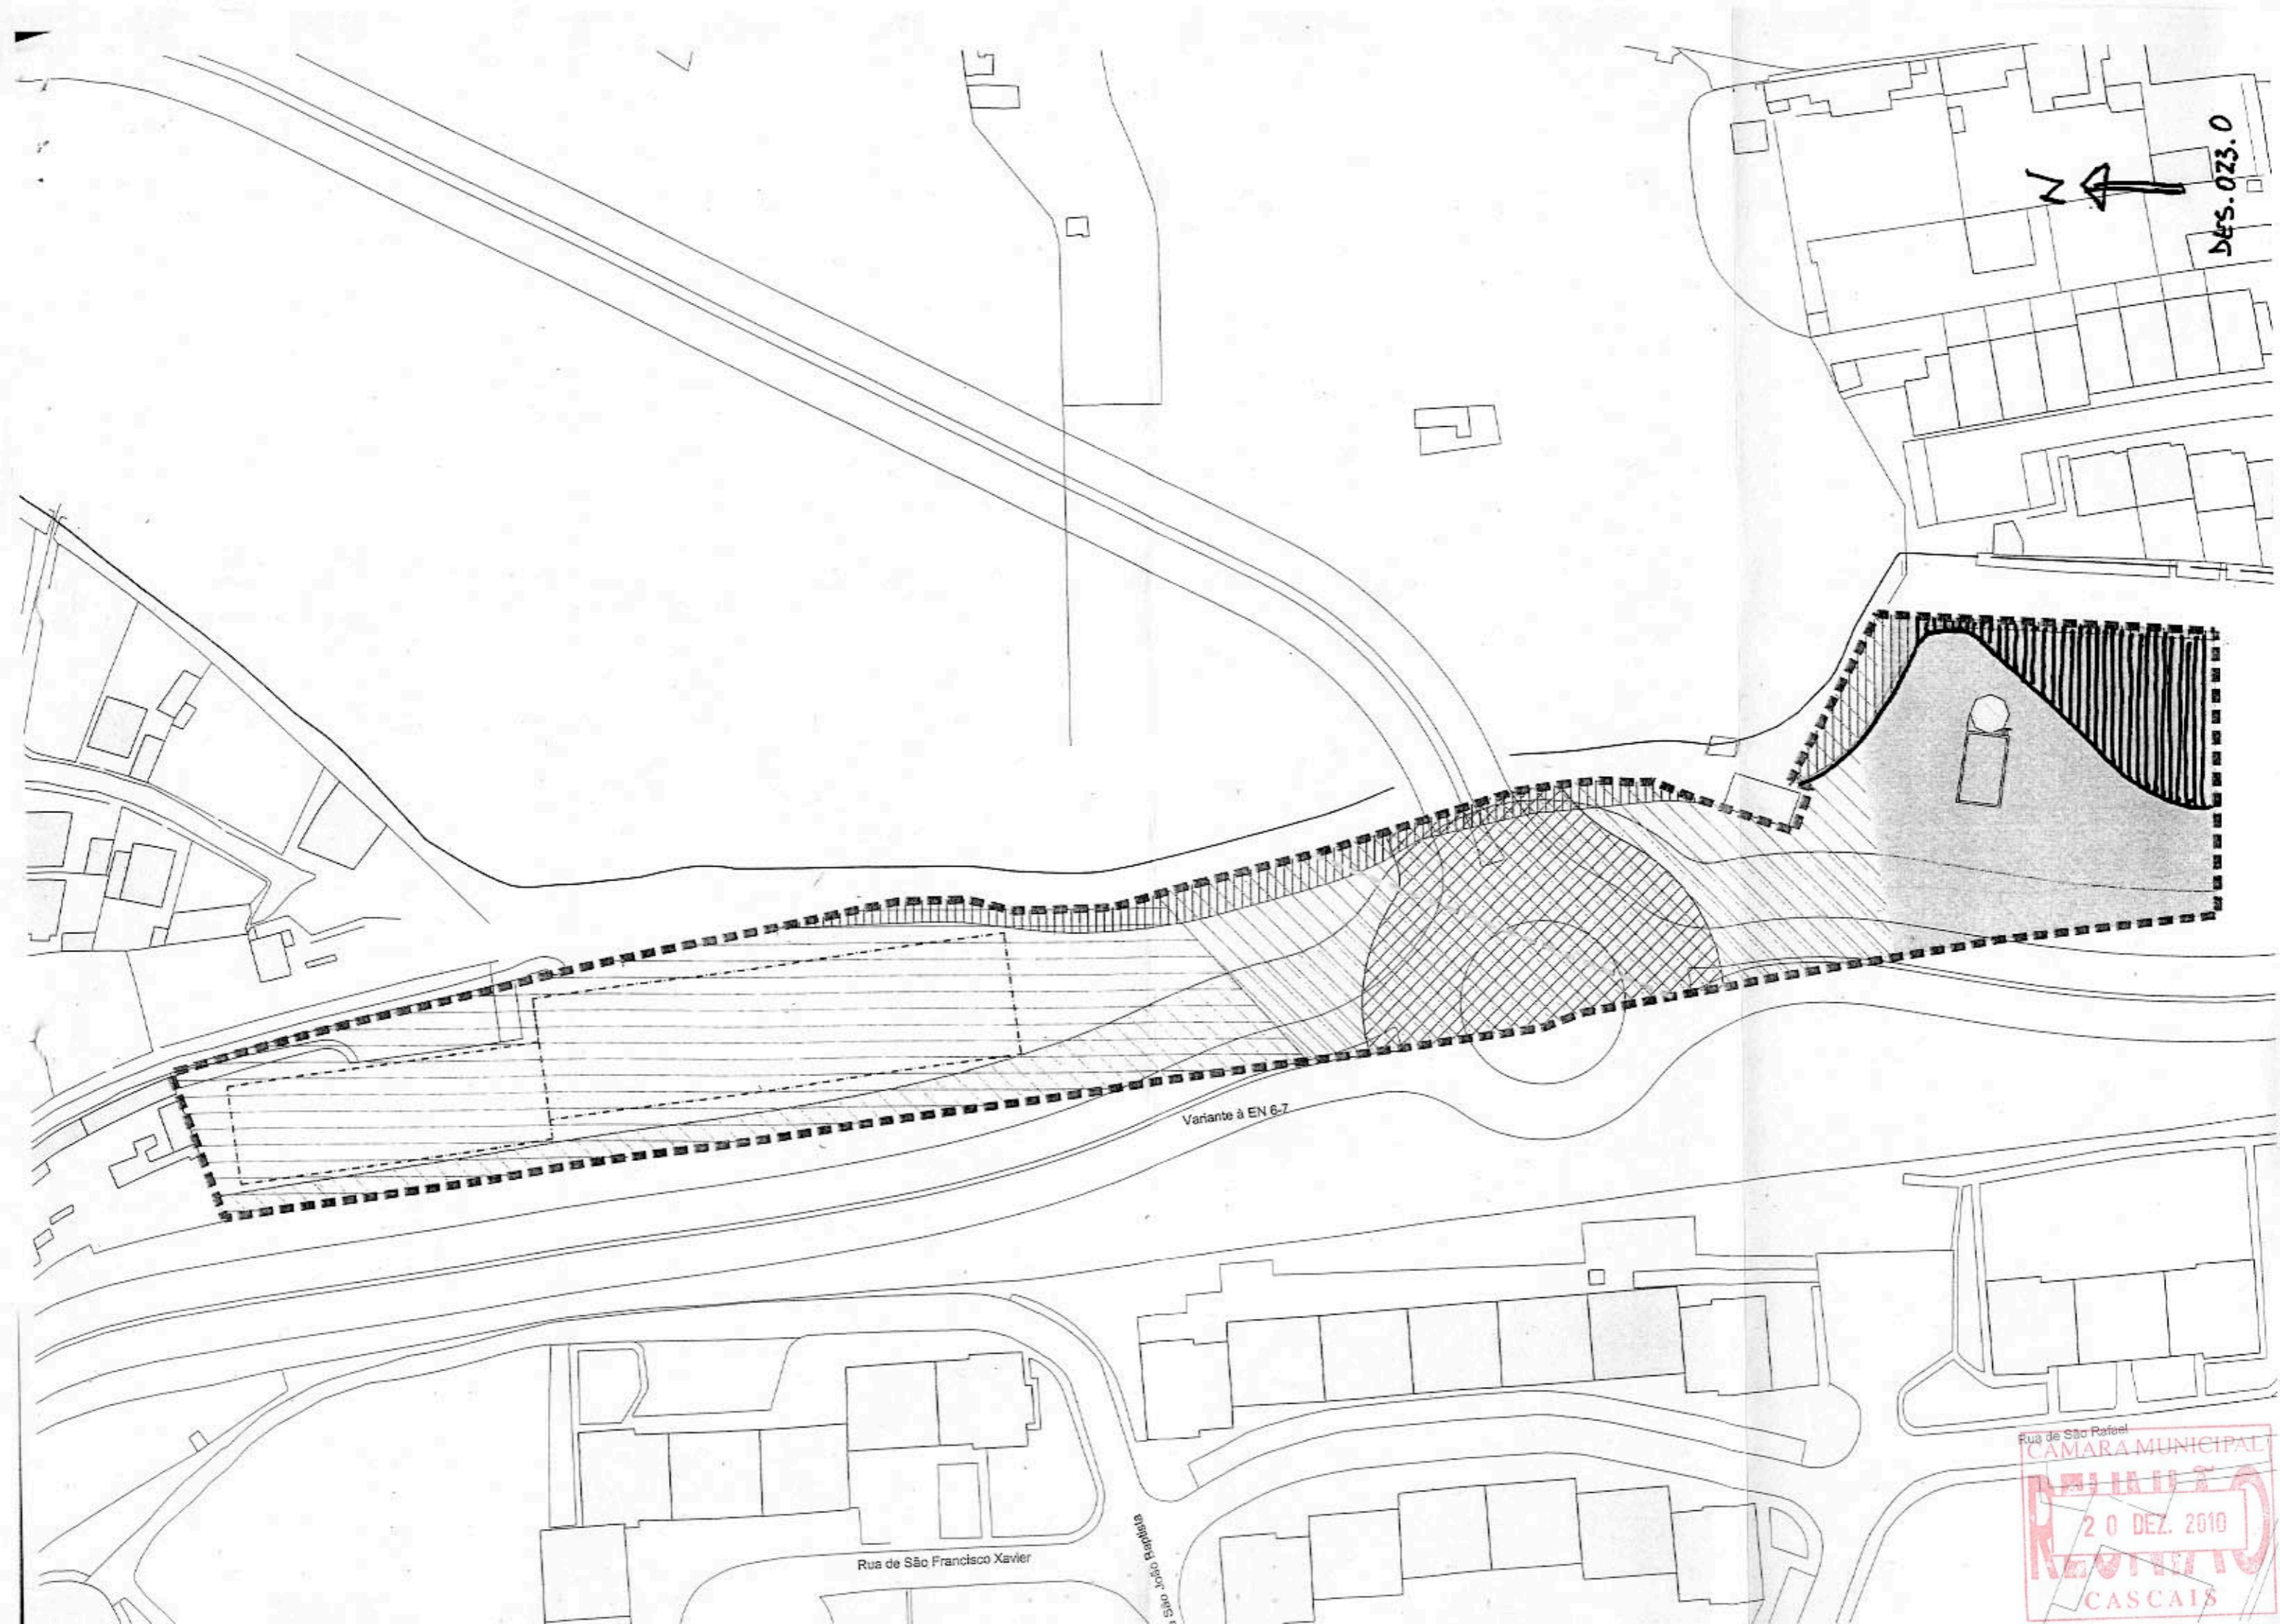 N
Des. 023.0
Variante à EN 6-7
Rua de São Francisco Xavier
São João Baptista
Rua de São Rafael
CÂMARA MUNICIPAL
REUNIÃO
20 DEZ. 2010
CASCAIS